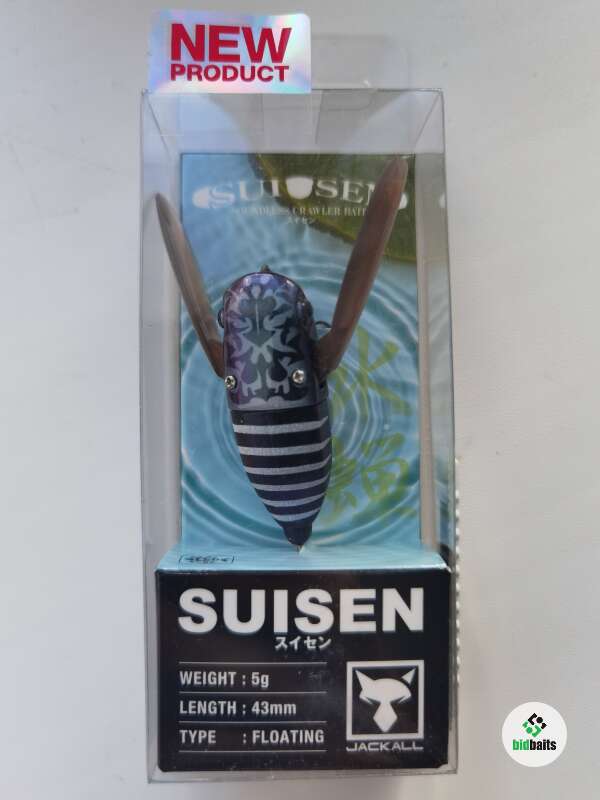 NEW
PRODUCT
SUISEN
SOUNDLESS CRAWLER BAIT
スイセン
水
SUISEN
スイセン
WEIGHT : 5g
LENGTH : 43mm
TYPE : FLOATING
JACKALL
bidbaits